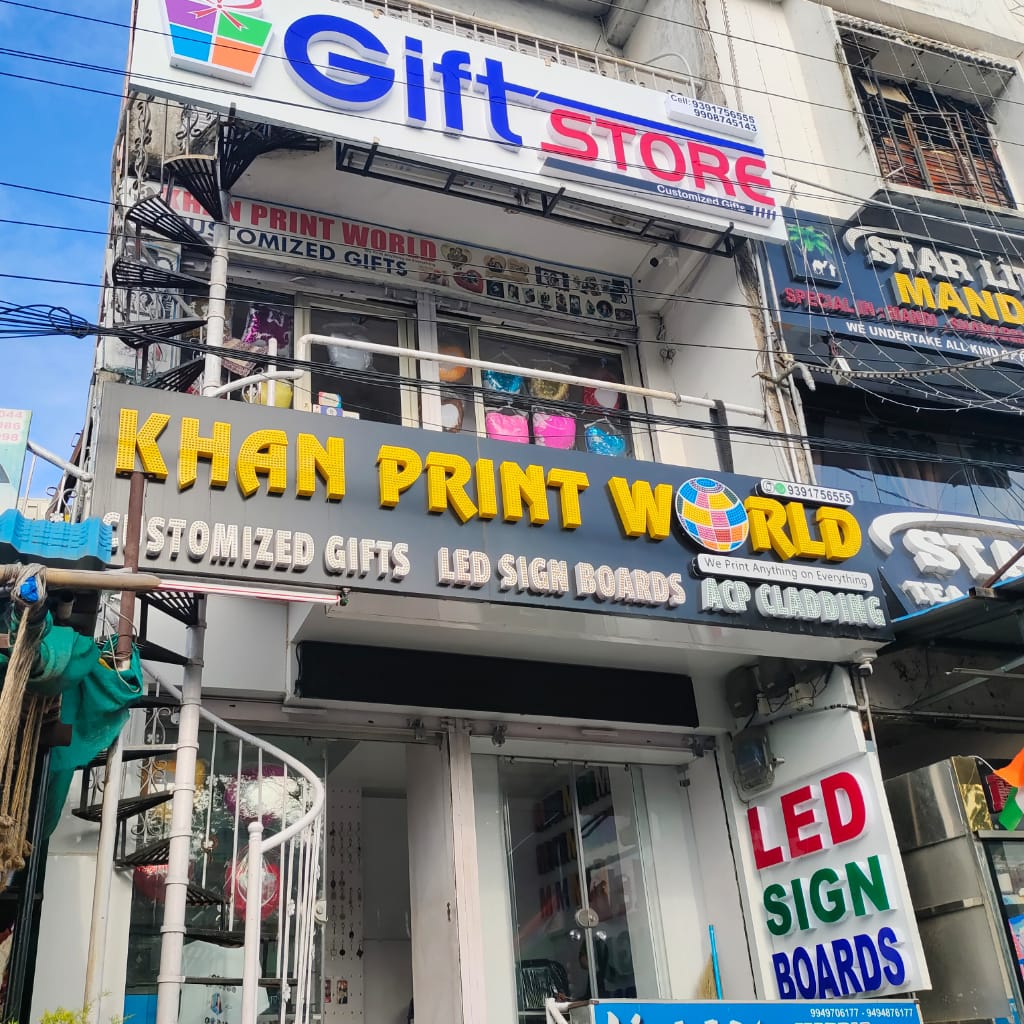 Gift
STORE
Cell: 9391756555
9908745143
Customized Gifts
KHAN PRINT WORLD
CUSTOMIZED GIFTS
STAR
MAND
WE UNDERTAKE ALL KIND
KHAN PRINT WORLD
9391756555
We Print Anything on Everything
CUSTOMIZED GIFTS LED SIGN BOARDS ACP CLADDING
LED
SIGN
BOARDS
9949706177 - 9494876177